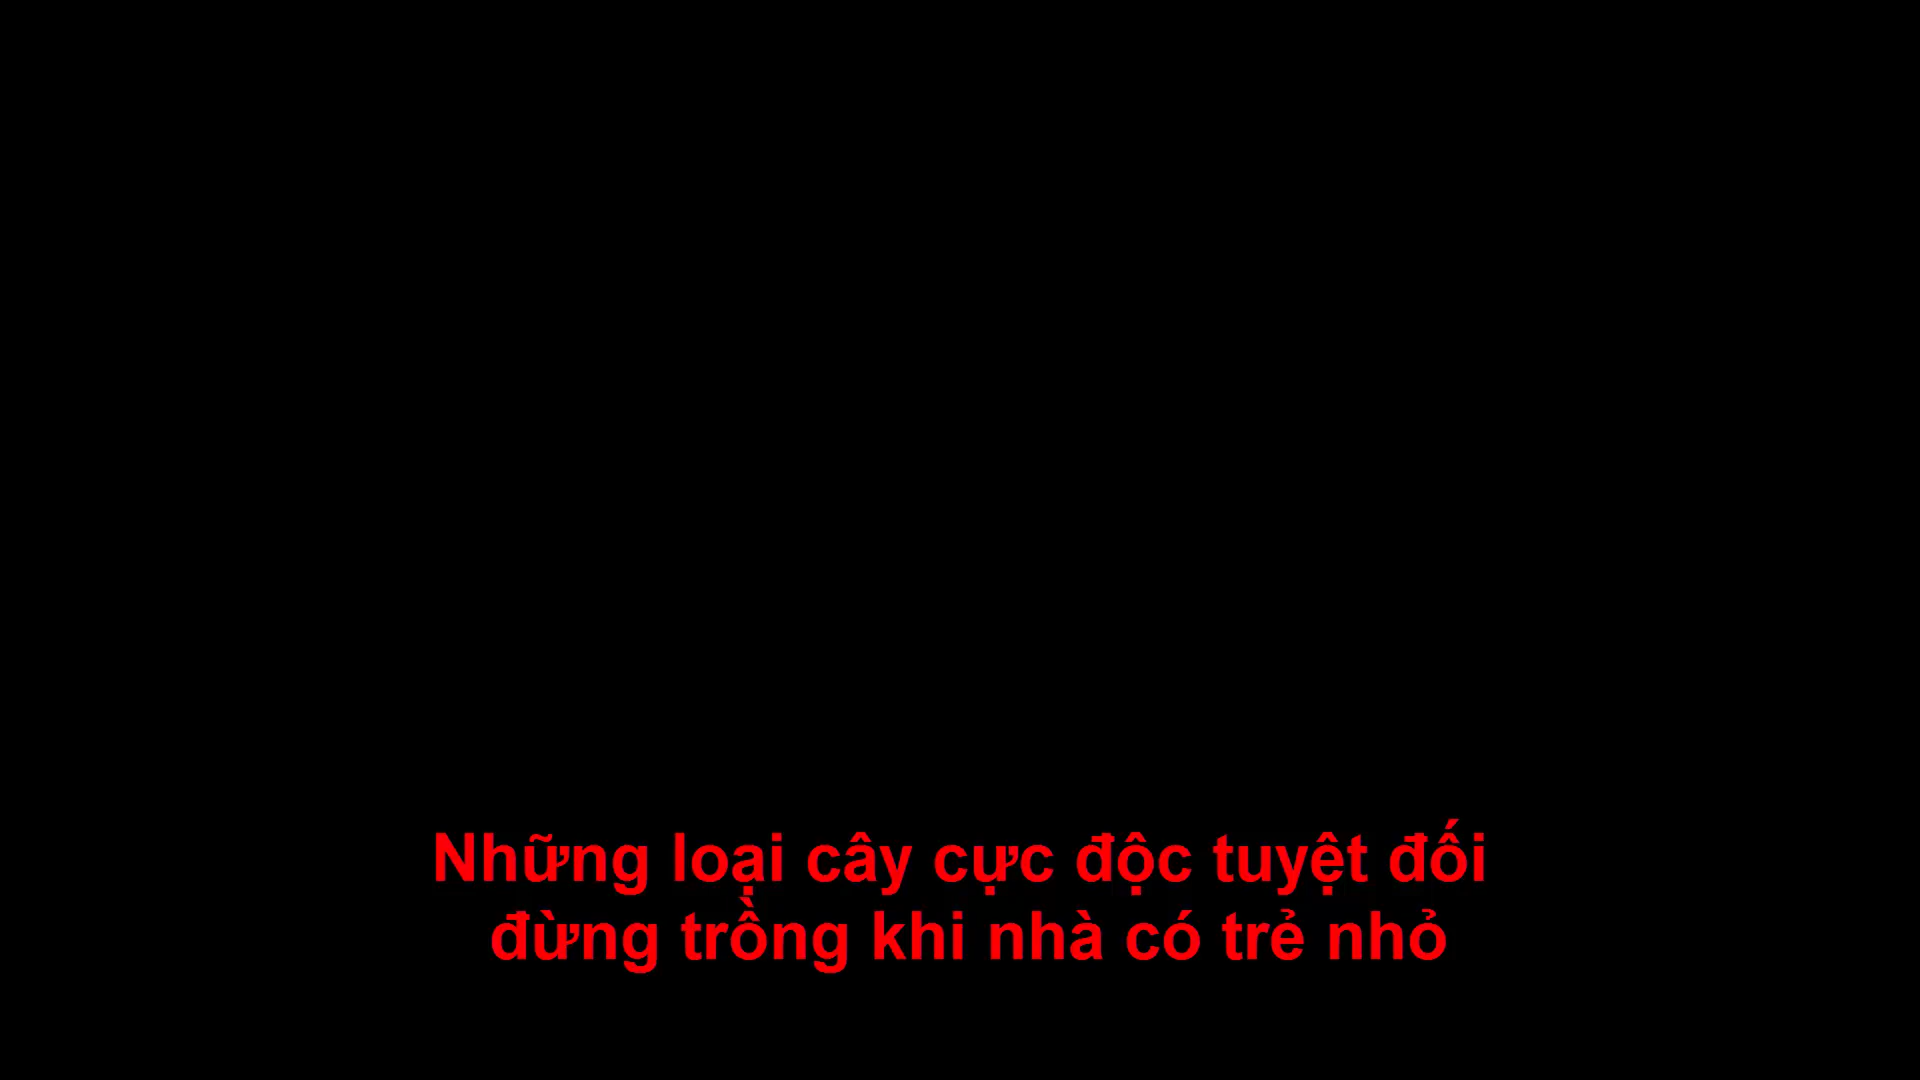 Những loại cây cực độc tuyệt đối
đừng trồng khi nhà có trẻ nhỏ